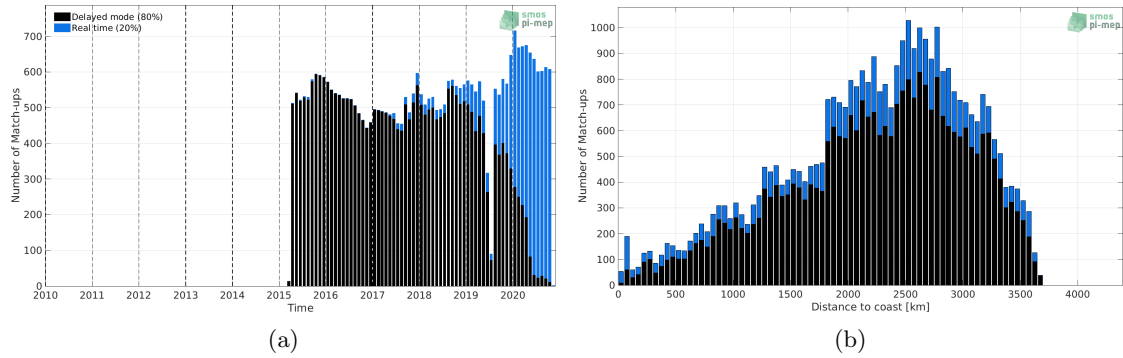 Delayed mode (80%)
Real time (20%)
smos
pi-mep
Number of Match-ups
700
600
500
400
300
200
100
0
2010 2011 2012 2013 2014 2015 2016 2017 2018 2019 2020
Time
(a)
smos
pi-mep
Number of Match-ups
1000
900
800
700
600
500
400
300
200
100
0
0 500 1000 1500 2000 2500 3000 3500 4000
Distance to coast [km]
(b)